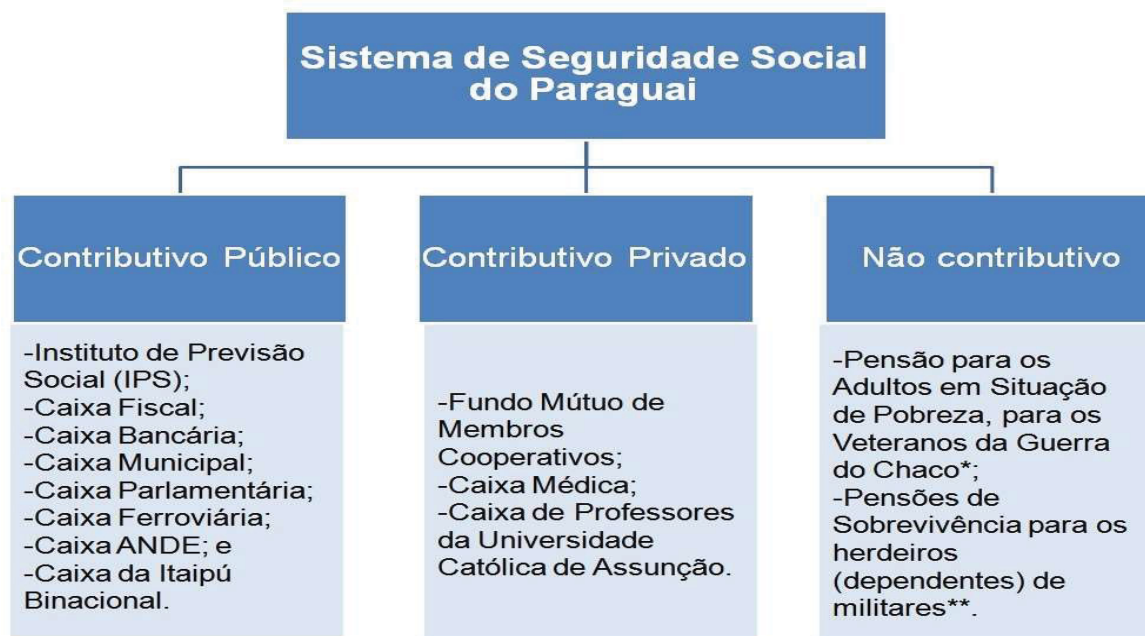 Sistema de Seguridade Social
do Paraguai
Contributivo Público
-Instituto de Previsão
Social (IPS);
-Caixa Fiscal;
-Caixa Bancária;
-Caixa Municipal;
-Caixa Parlamentária;
-Caixa Ferroviária;
-Caixa ANDE; e
-Caixa da Itaipú
Binacional.
Contributivo Privado
-Fundo Mútuo de
Membros
Cooperativos;
-Caixa Médica;
-Caixa de Professores
da Universidade
Católica de Assunção.
Não contributivo
-Pensão para os
Adultos em Situação
de Pobreza, para os
Veteranos da Guerra
do Chaco*;
-Pensões de
Sobrevivência para os
herdeiros
(dependentes) de
militares**.